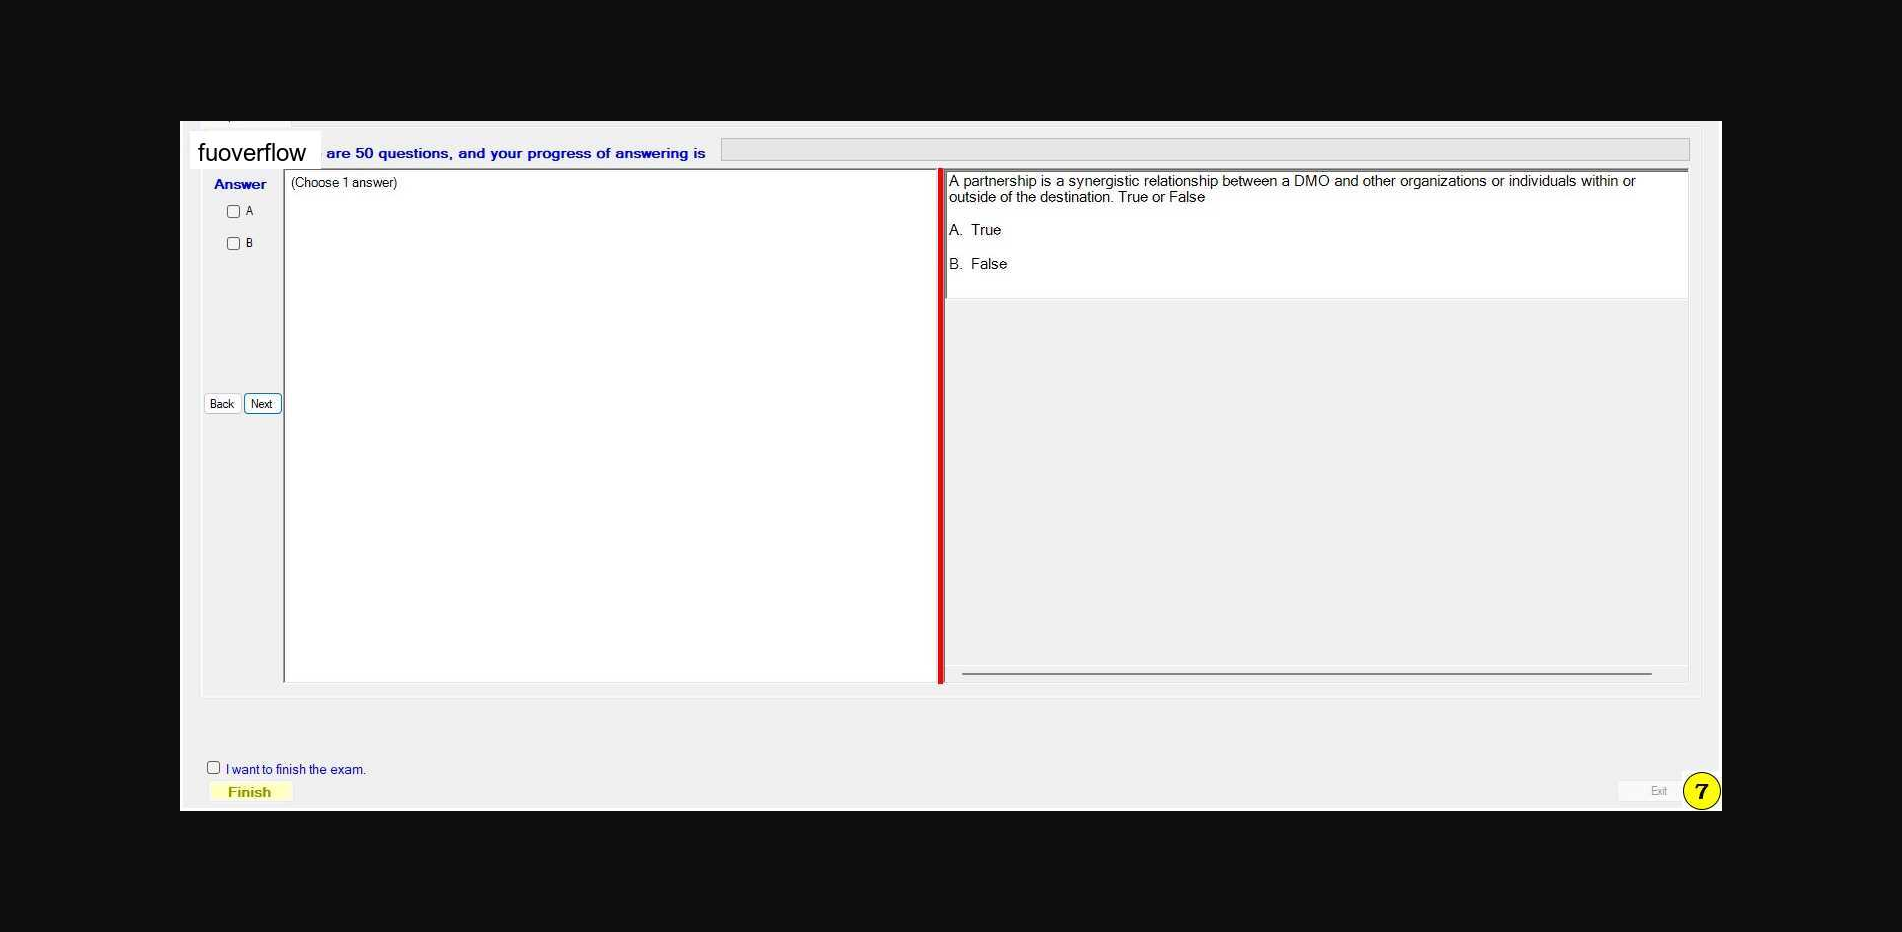 fuoverflow are 50 questions, and your progress of answering is
Answer
A
B
Back Next
(Choose 1 answer)
A partnership is a synergistic relationship between a DMO and other organizations or individuals within or
outside of the destination. True or False
A. True
B. False
I want to finish the exam.
Finish
Exit
7